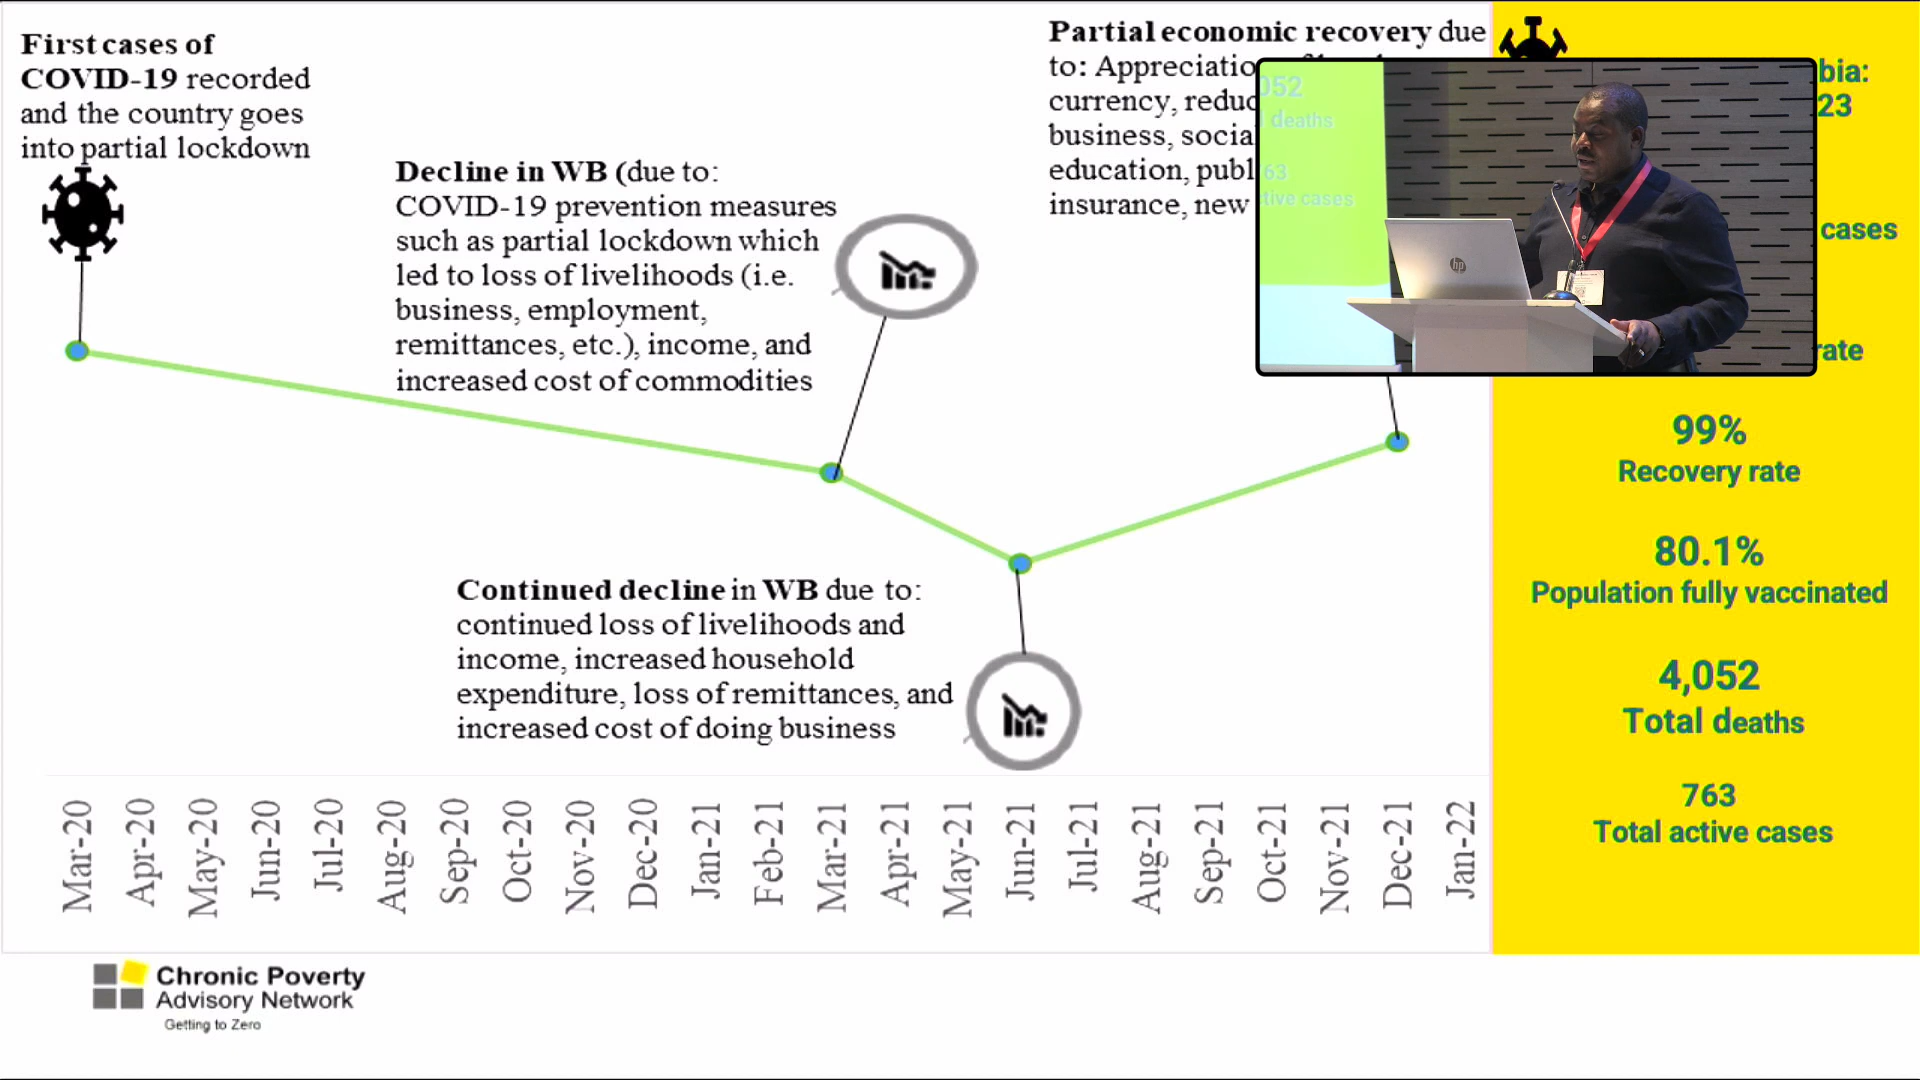 First cases of
COVID-19 recorded
and the country goes
into partial lockdown
Decline in WB (due to:
COVID-19 prevention measures
such as partial lockdown which
led to loss of livelihoods (i.e.
business, employment,
remittances, etc.), income, and
increased cost of commodities
Partial economic recovery due
to:
currency,
business, social
education,
insurance, new
Continued decline in WB due to:
continued loss of livelihoods and
income, increased household
expenditure, loss of remittances, and
increased cost of doing business
Mar-20
Apr-20
May-20
Jun-20
Jul-20
Aug-20
Sep-20
Oct-20
Nov-20
Dec-20
Jan-21
Feb-21
Mar-21
Apr-21
May-21
Jun-21
Jul-21
Aug-21
Sep-21
Oct-21
Nov-21
Dec-21
Jan-22
052
deaths
63
cases
hp
23
cases
99%
Recovery rate
80.1%
Population fully vaccinated
4,052
Total deaths
763
Total active cases
Chronic Poverty
Advisory Network
Getting to Zero